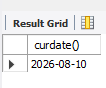 Result Grid
curdate()
2026-08-10